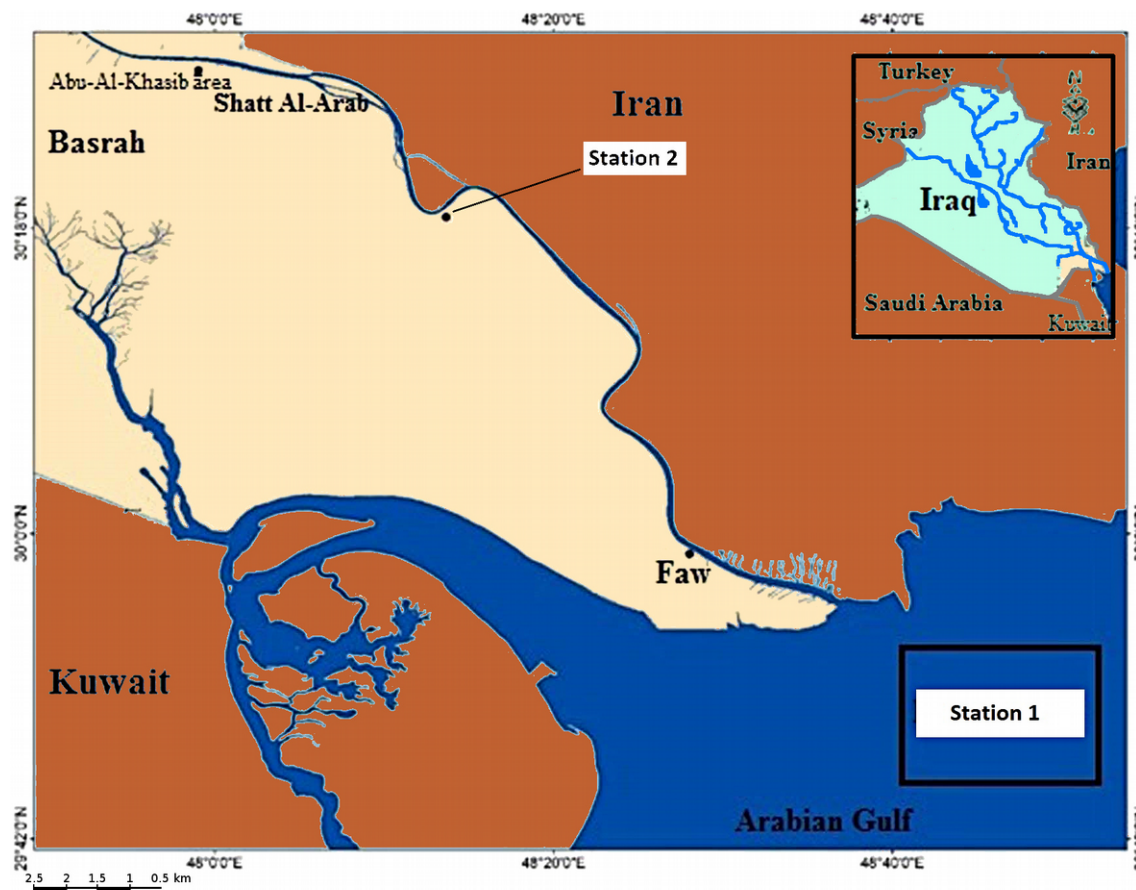 48°0'0"E 48°20'0"E 48°40'0"E
Abu-Al-Khasib area
Shatt Al-Arab
Iran
Basrah
Station 2
Turkey
N
Syria
Iran
Iraq
Saudi Arabia
Kuwait
30°18'0"N
30°0'0"N
Faw
Kuwait
Station 1
Arabian Gulf
29°42'0"N
48°0'0"E 48°20'0"E 48°40'0"E
2.5 2 1.5 1 0.5 km